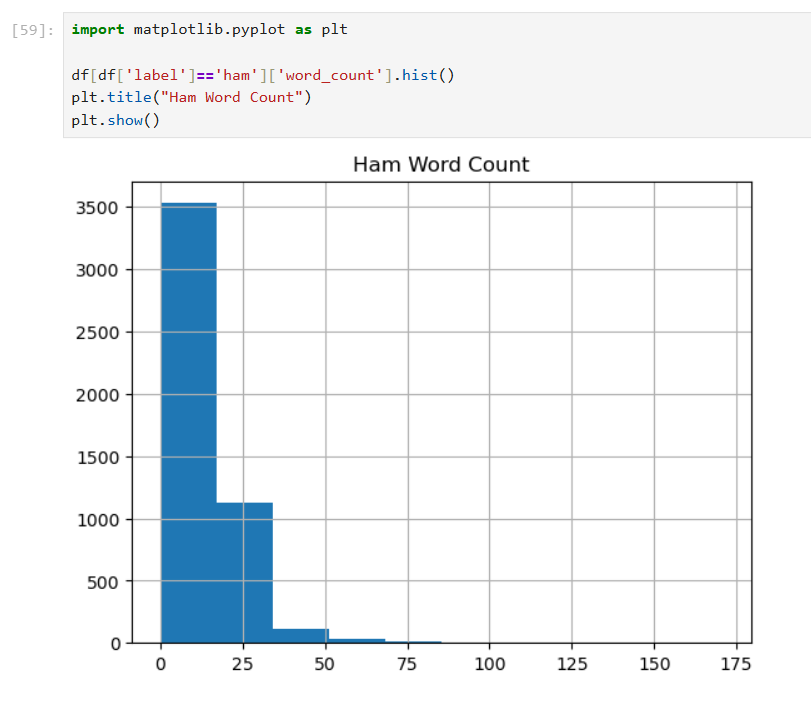 [59]: import matplotlib.pyplot as plt
df[df['label']=='ham']['word_count'].hist()
plt.title("Ham Word Count")
plt.show()
Ham Word Count
3500
3000
2500
2000
1500
1000
500
0
0 25 50 75 100 125 150 175